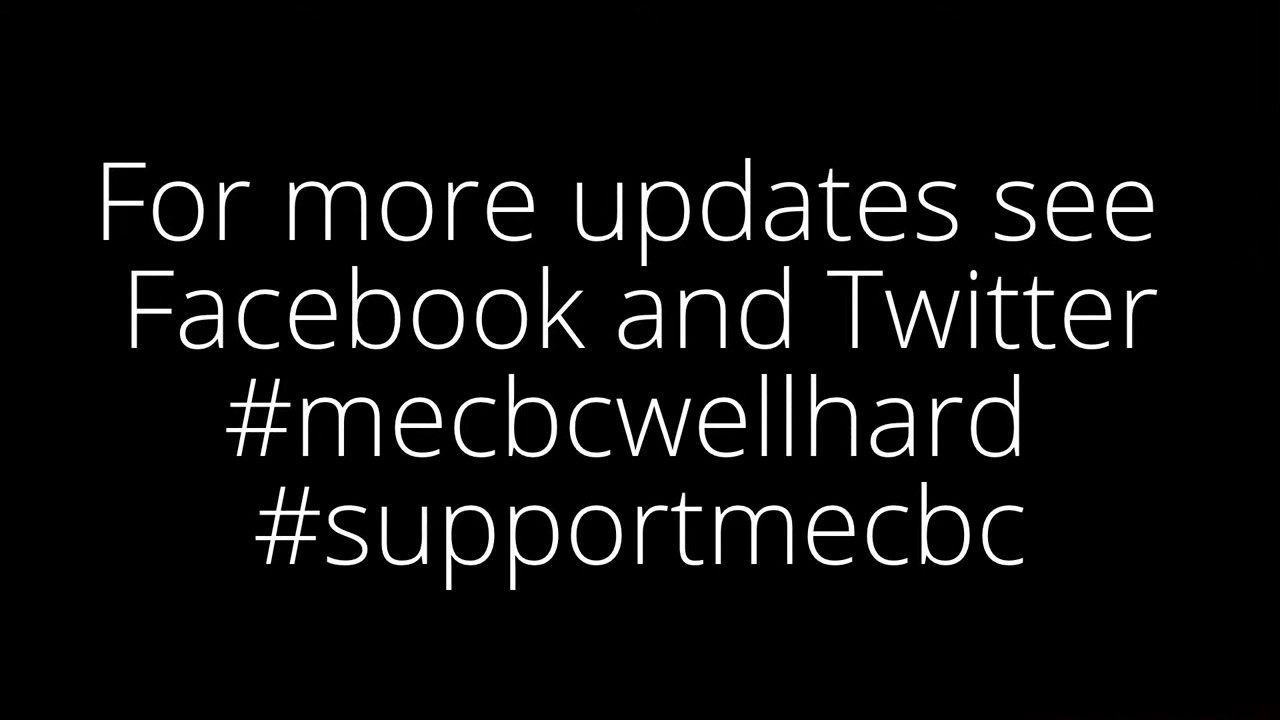 For more updates see
Facebook and Twitter
#mecbcwellhard
#supportmecbc